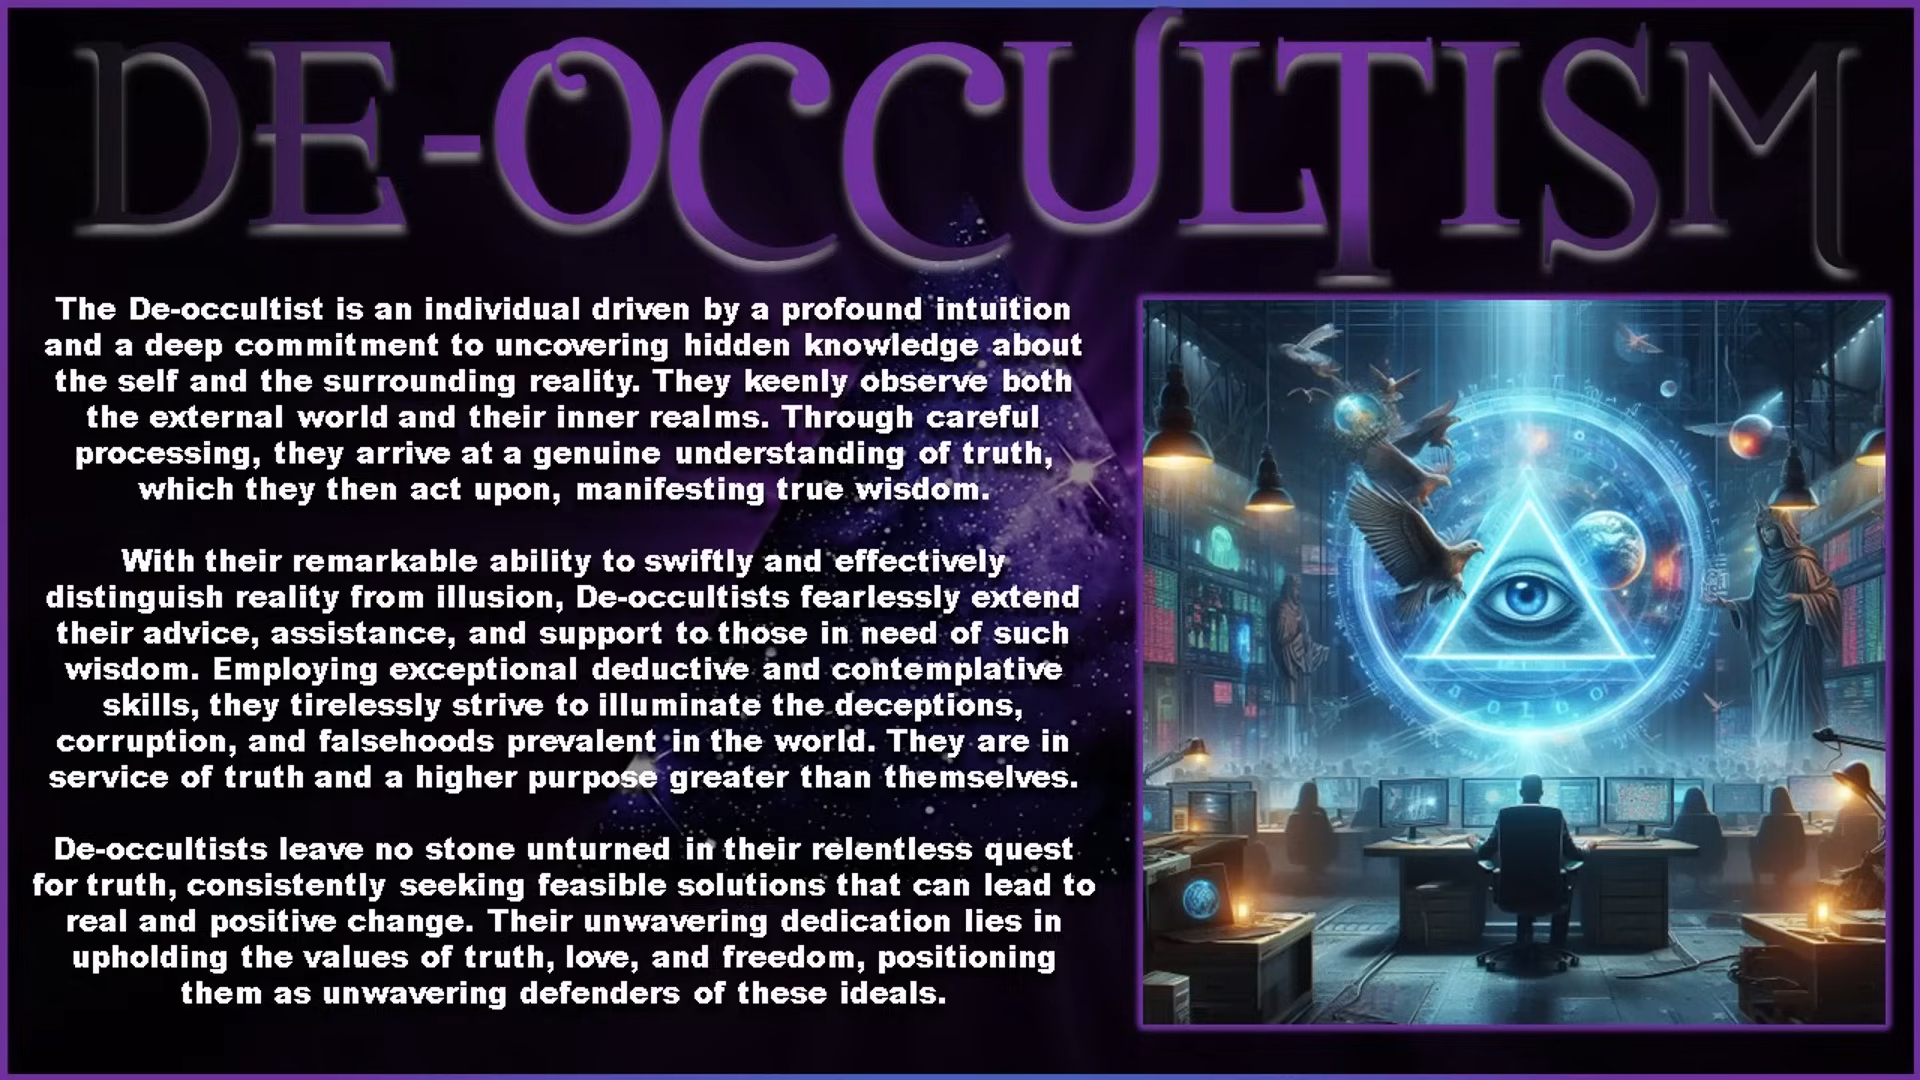 DE-OCCULTISM
The De-occultist is an individual driven by a profound intuition
and a deep commitment to uncovering hidden knowledge about
the self and the surrounding reality. They keenly observe both
the external world and their inner realms. Through careful
processing, they arrive at a genuine understanding of truth,
which they then act upon, manifesting true wisdom.
With their remarkable ability to swiftly and effectively
distinguish reality from illusion, De-occultists fearlessly extend
their advice, assistance, and support to those in need of such
wisdom. Employing exceptional deductive and contemplative
skills, they tirelessly strive to illuminate the deceptions,
corruption, and falsehoods prevalent in the world. They are in
service of truth and a higher purpose greater than themselves.
De-occultists leave no stone unturned in their relentless quest
for truth, consistently seeking feasible solutions that can lead to
real and positive change. Their unwavering dedication lies in
upholding the values of truth, love, and freedom, positioning
them as unwavering defenders of these ideals.